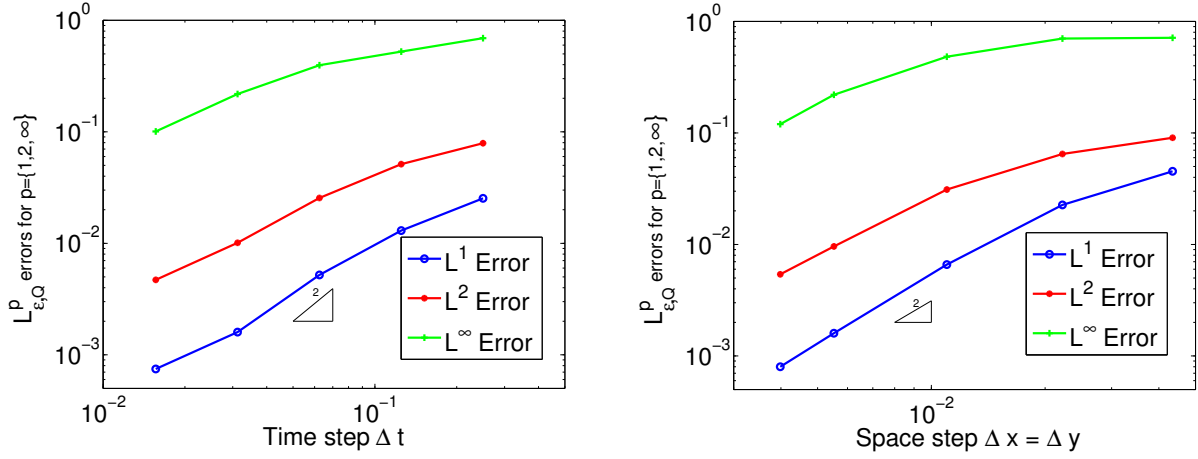 10^0
10^-1
10^-2
10^-3
10^-2
10^-1
Time step Δ t
L^p_ε,Q errors for p={1,2,∞}
2
L^1 Error
L^2 Error
L^∞ Error
10^0
10^-1
10^-2
10^-3
10^-2
Space step Δ x = Δ y
L^p_ε,Q errors for p={1,2,∞}
2
L^1 Error
L^2 Error
L^∞ Error